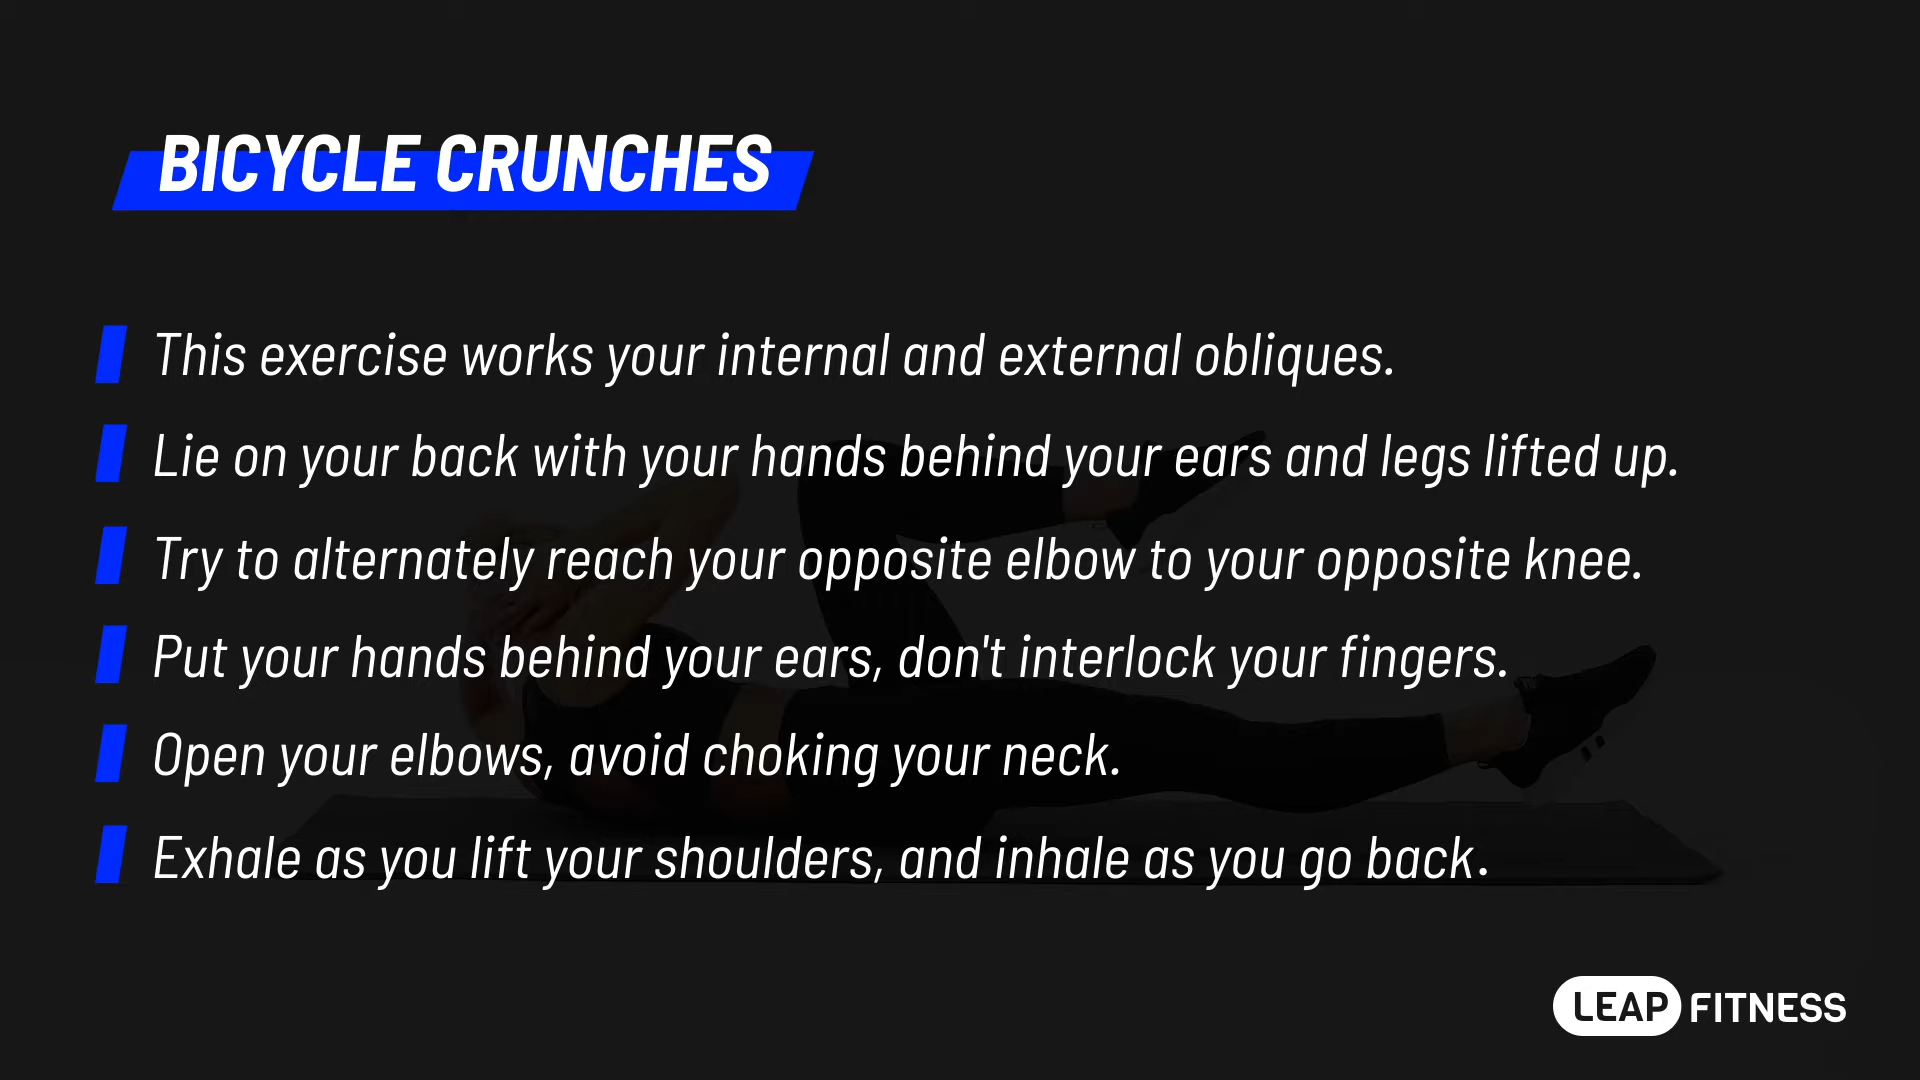 BICYCLE CRUNCHES
This exercise works your internal and external obliques.
Lie on your back with your hands behind your ears and legs lifted up.
Try to alternately reach your opposite elbow to your opposite knee.
Put your hands behind your ears, don't interlock your fingers.
Open your elbows, avoid choking your neck.
Exhale as you lift your shoulders, and inhale as you go back.
LEAP FITNESS